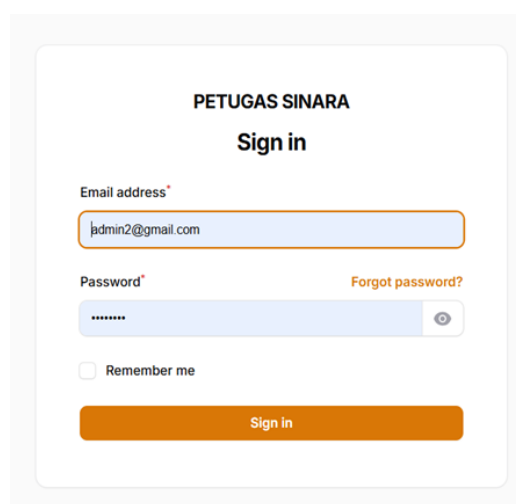 PETUGAS SINARA
Sign in
Email address*
admin2@gmail.com
Password* Forgot password?
••••••••
Remember me
Sign in